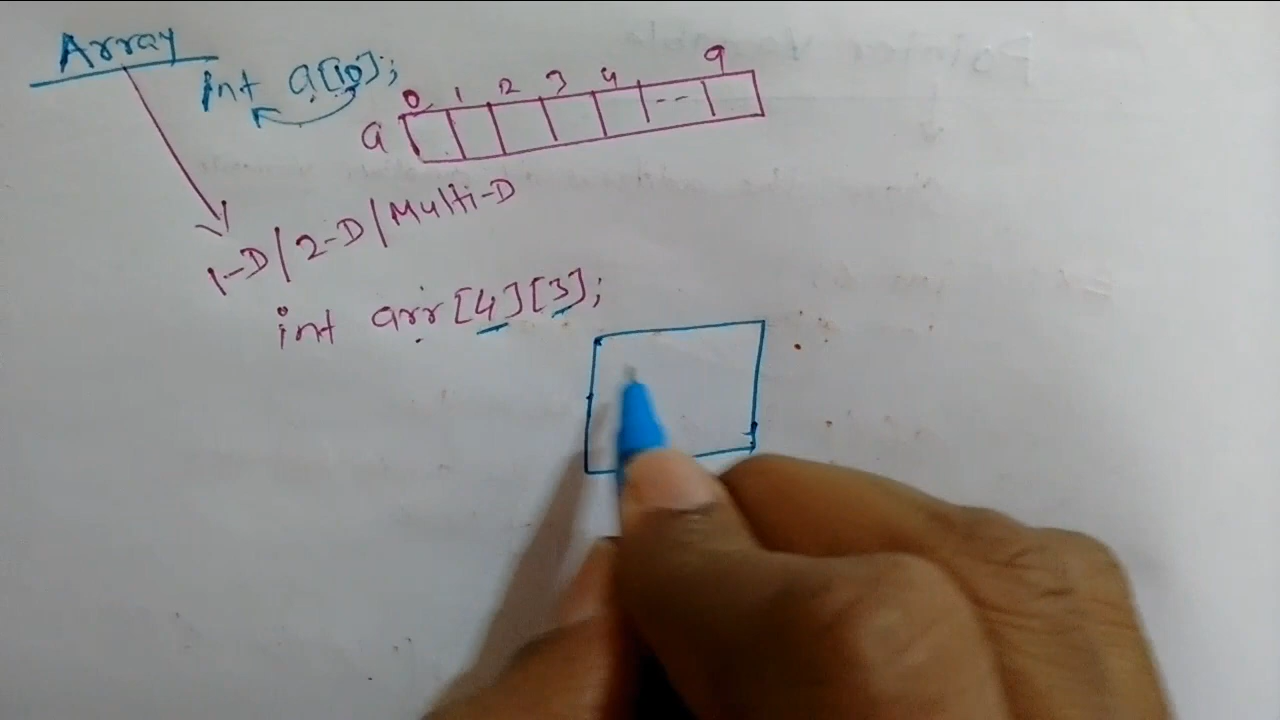 Array
int a[10];
0 1 2 3 4 9
a --
1-D/2-D/Multi-D
int arr[4][3];